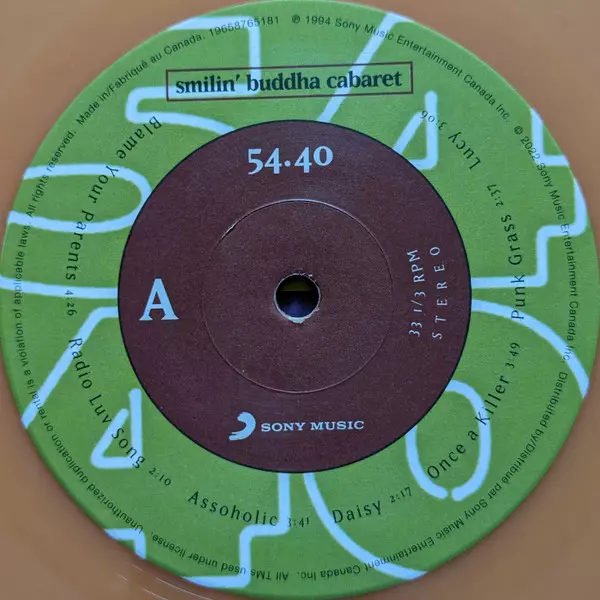 smilin' buddha cabaret
54·40
A
33 1/3 RPM
STEREO
SONY MUSIC
Blame Your Parents 4:26
Radio Luv Song 2:10
Assoholic 3:41
Daisy 2:17
Once a Killer 3:49
Punk Grass 2:37
Lucy 3:06
℗ 1994 Sony Music Entertainment Canada Inc. © 2022 Sony Music Entertainment Canada Inc. Distributed by/Distribué par Sony Music Entertainment Canada Inc. All TMs used under license. Unauthorized duplication or rental is a violation of applicable laws. All rights reserved. Made in/Fabriqué au Canada. 19658765181